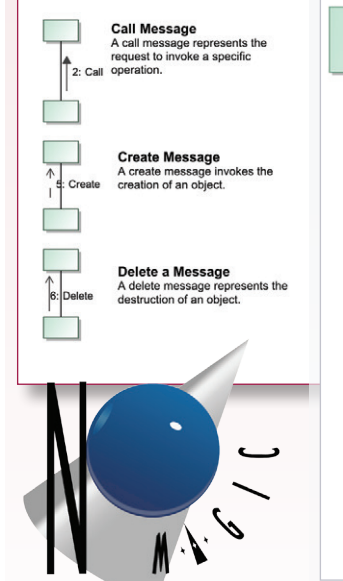 Call Message
A call message represents the
request to invoke a specific
operation.
2: Call
Create Message
A create message invokes the
creation of an object.
5: Create
Delete a Message
A delete message represents the
destruction of an object.
6: Delete
N
MAGIC